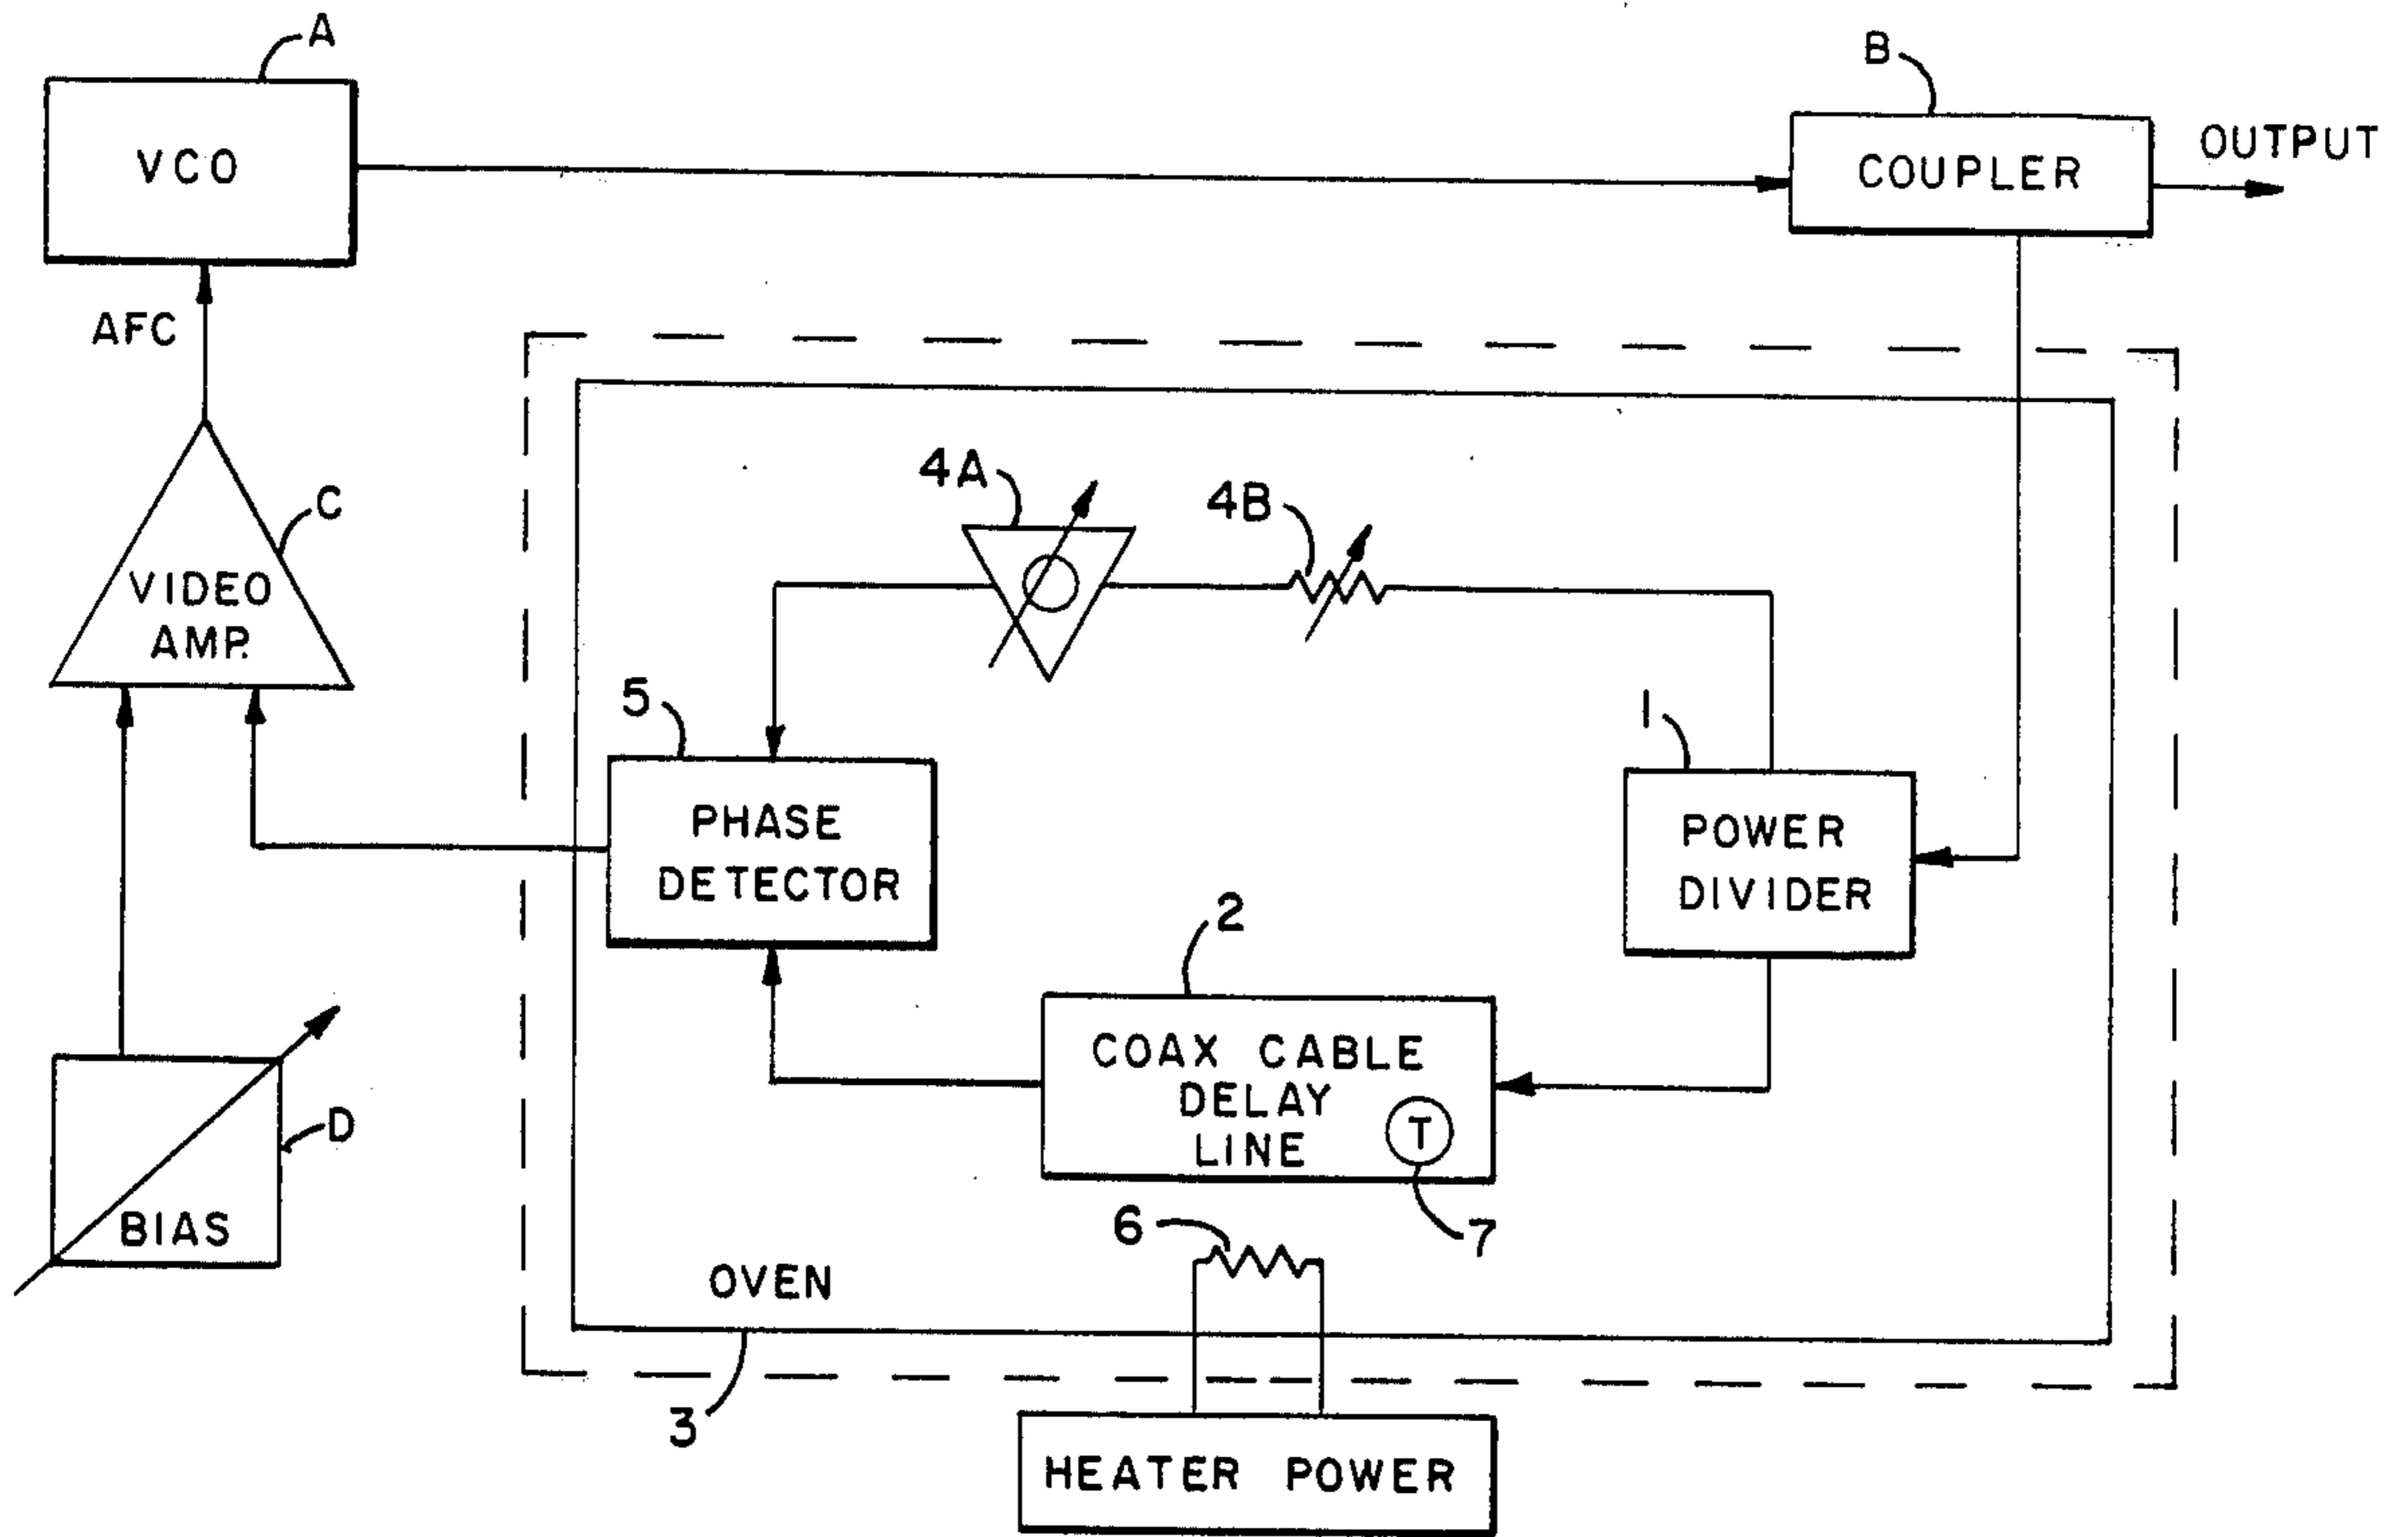 A
VCO
B
COUPLER
OUTPUT
AFC
C
VIDEO
AMP.
4A
4B
5
PHASE
DETECTOR
1
POWER
DIVIDER
2
COAX CABLE
DELAY
LINE
T
7
6
D
BIAS
OVEN
3
HEATER POWER